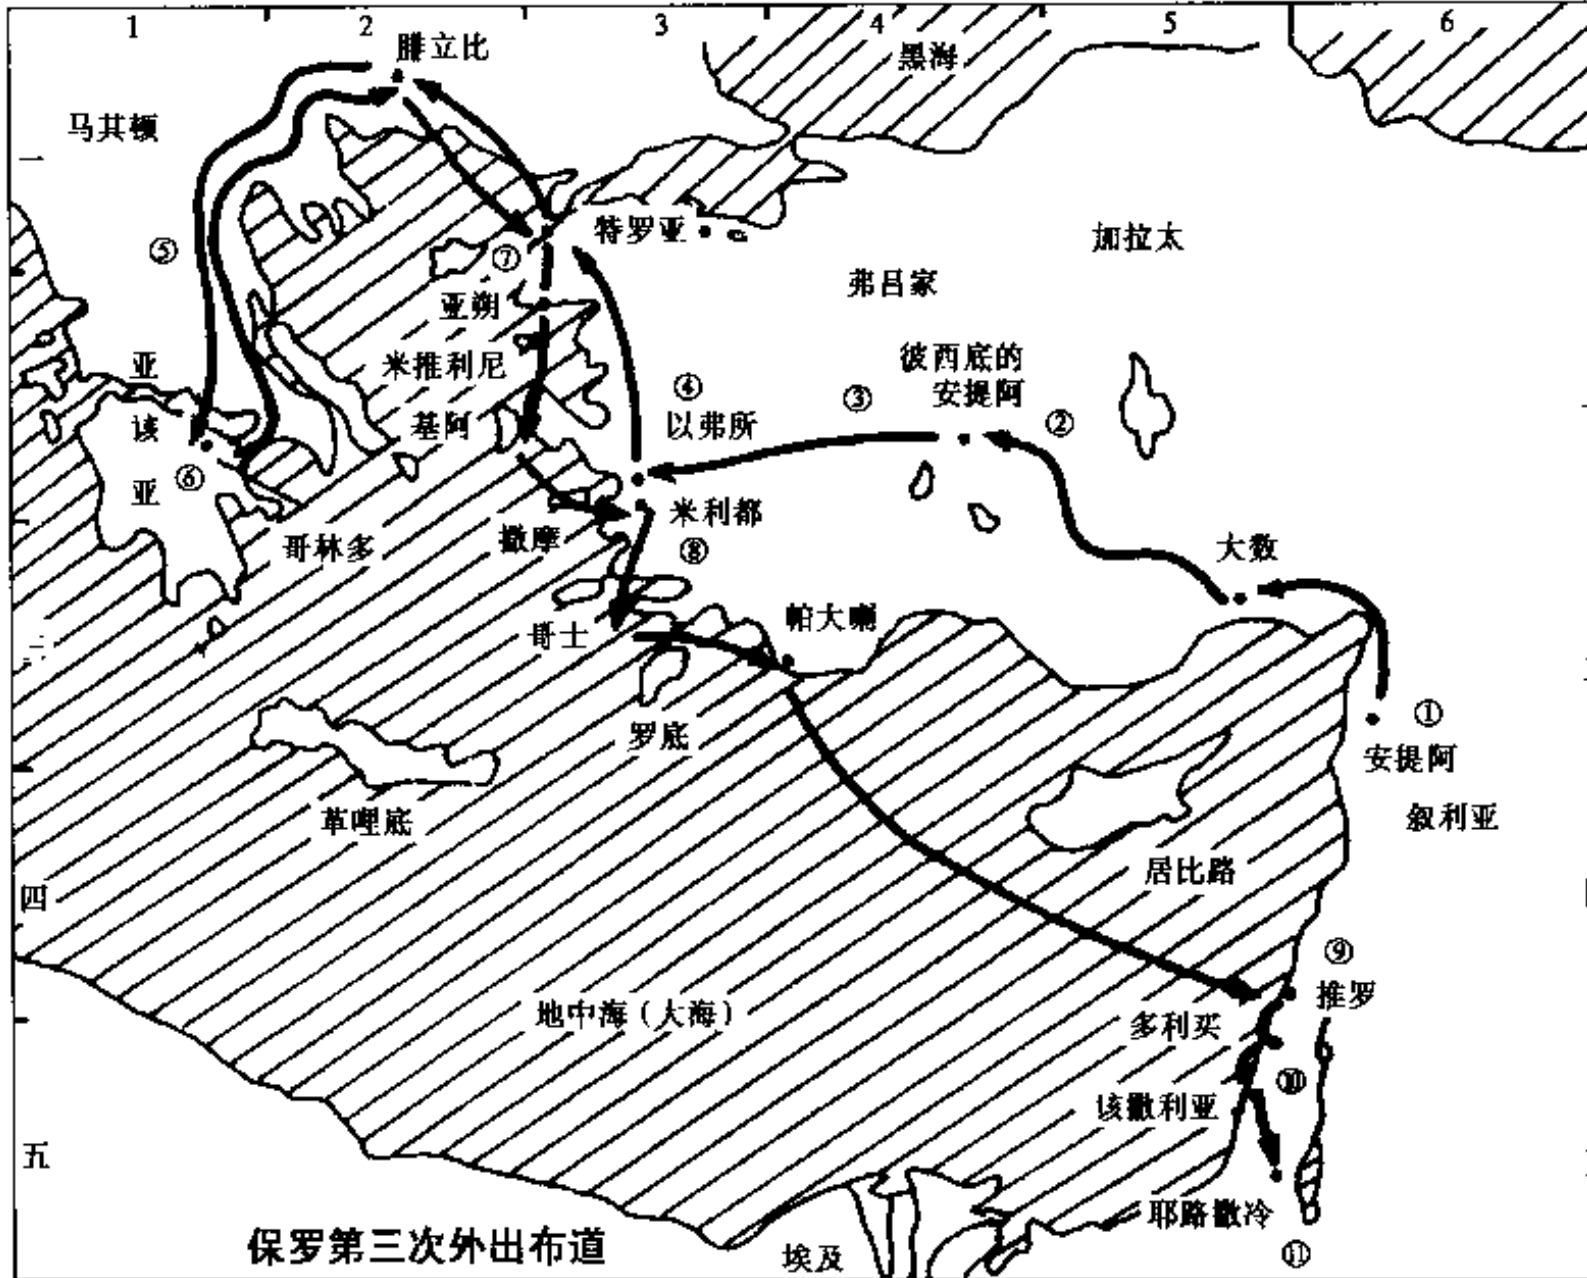 1 2 3 4 5 6
腓立比
黑海
马其顿
一
特罗亚
加拉太
⑤
⑦
弗吕家
亚朔
亚该亚
米推利尼
④
③
彼西底的
安提阿
②
基阿
以弗所
⑥
哥林多
撒摩
米利都
⑧
大数
帕大喇
哥士
罗底
①
安提阿
革哩底
叙利亚
居比路
四
⑨
推罗
地中海(大海)
多利买
⑩
该撒利亚
五
耶路撒冷
保罗第三次外出布道
埃及
⑪